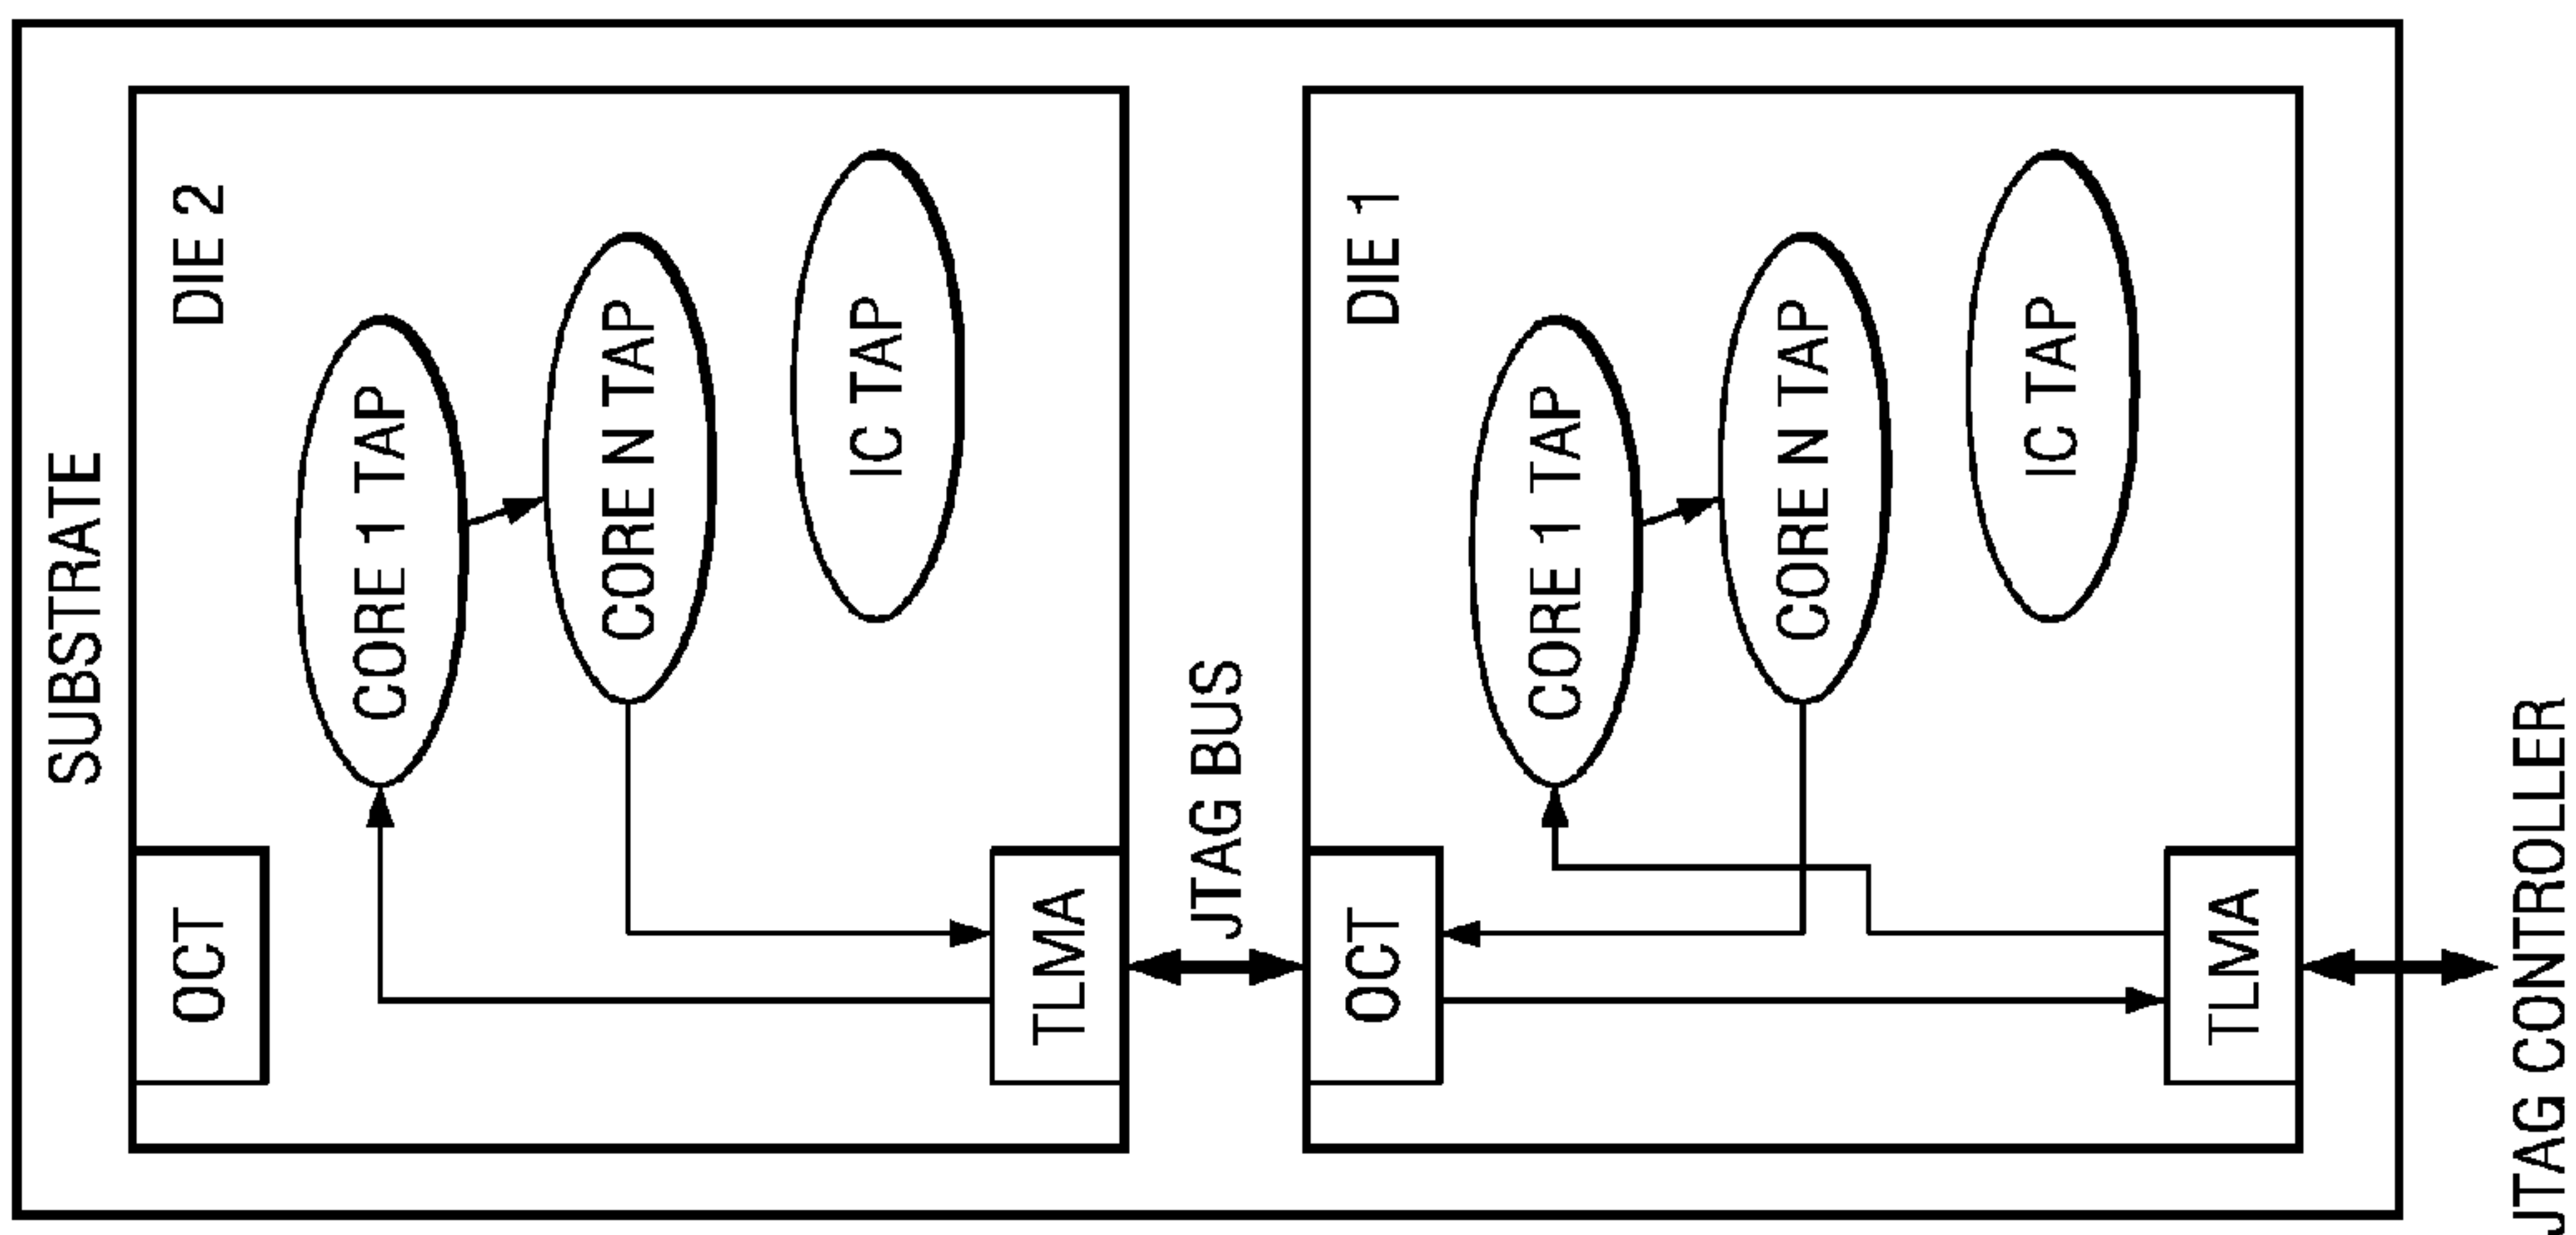 SUBSTRATE
DIE 2
CORE 1 TAP
CORE N TAP
IC TAP
OCT
TLMA
JTAG BUS
DIE 1
CORE 1 TAP
CORE N TAP
IC TAP
OCT
TLMA
JTAG CONTROLLER